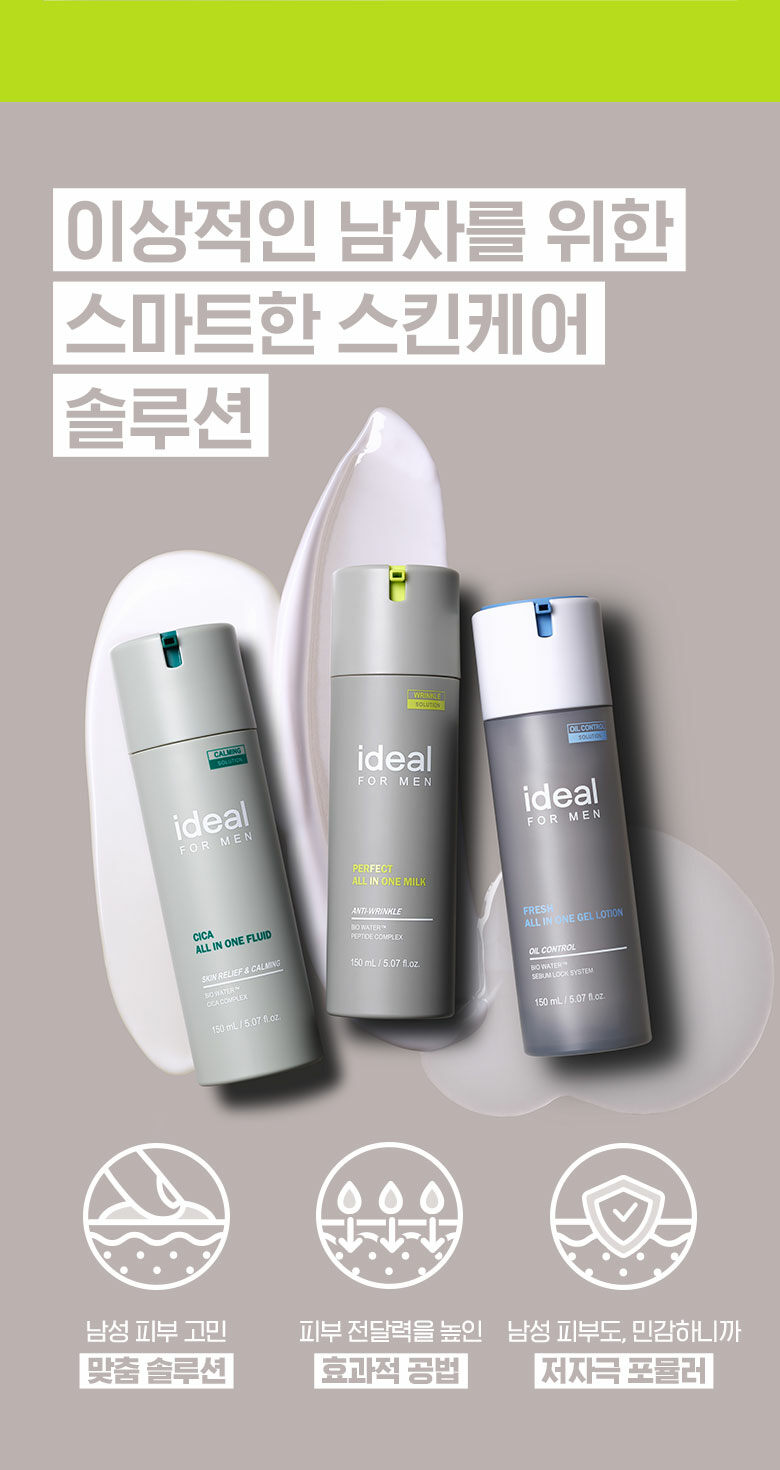 이상적인 남자를 위한
스마트한 스킨케어
솔루션
CALMING
SOLUTION
ideal
FOR MEN
CICA
ALL IN ONE FLUID
SKIN RELIEF & CALMING
BIO WATER™
CICA COMPLEX
150 mL / 5.07 fl.oz.
WRINKLE
SOLUTION
ideal
FOR MEN
PERFECT
ALL IN ONE MILK
ANTI-WRINKLE
BIO WATER™
PEPTIDE COMPLEX
150 mL / 5.07 fl.oz.
OIL CONTROL
SOLUTION
ideal
FOR MEN
FRESH
ALL IN ONE GEL LOTION
OIL CONTROL
BIO WATER™
SEBUM LOCK SYSTEM
150 mL / 5.07 fl.oz.
남성 피부 고민
맞춤 솔루션
피부 전달력을 높인
효과적 공법
남성 피부도, 민감하니까
저자극 포뮬러